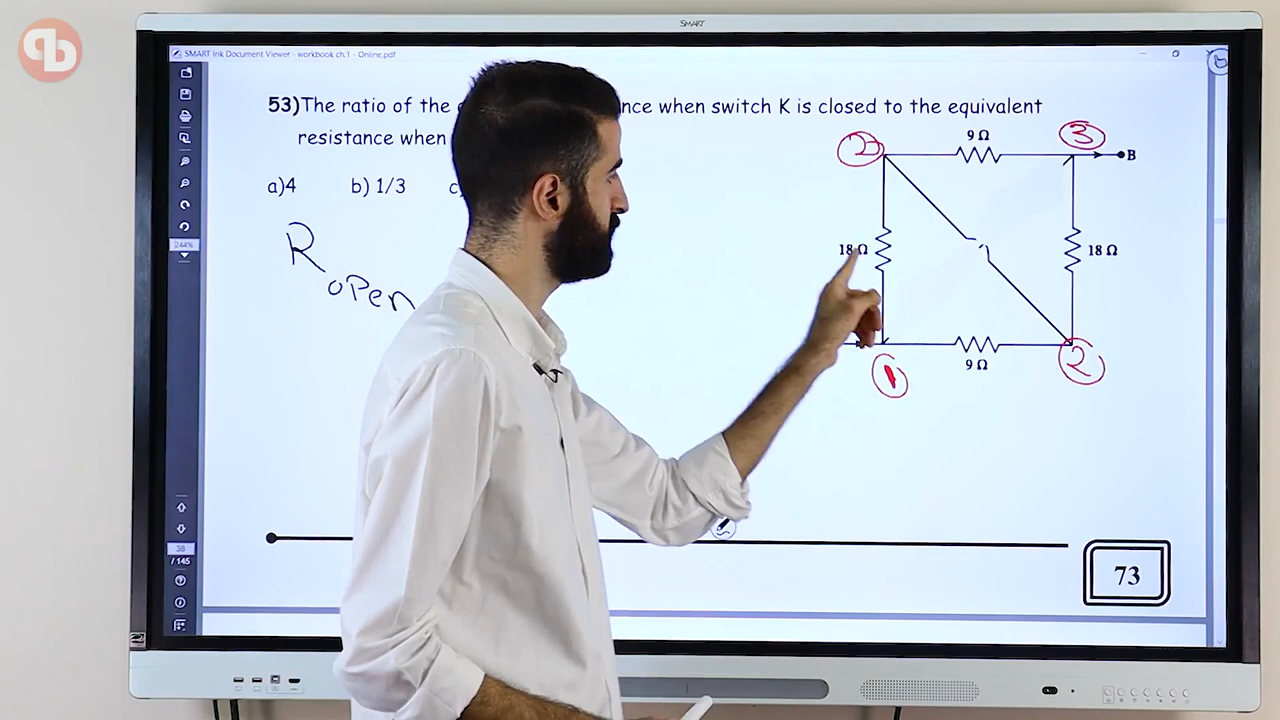 SMART
SMART Ink Document Viewer - workbook ch.1 - Online.pdf
53)The ratio of the when switch K is closed to the equivalent
resistance when
a)4 b) 1/3
R open
2 9 Ω 3 B
18 Ω 18 Ω
1 9 Ω 2
244%
38
/ 145
73